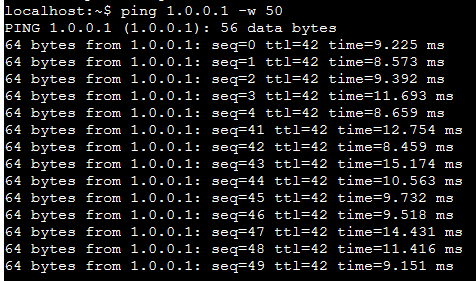 localhost:~$ ping 1.0.0.1 -w 50
PING 1.0.0.1 (1.0.0.1): 56 data bytes
64 bytes from 1.0.0.1: seq=0 ttl=42 time=9.225 ms
64 bytes from 1.0.0.1: seq=1 ttl=42 time=8.573 ms
64 bytes from 1.0.0.1: seq=2 ttl=42 time=9.392 ms
64 bytes from 1.0.0.1: seq=3 ttl=42 time=11.693 ms
64 bytes from 1.0.0.1: seq=4 ttl=42 time=8.659 ms
64 bytes from 1.0.0.1: seq=41 ttl=42 time=12.754 ms
64 bytes from 1.0.0.1: seq=42 ttl=42 time=8.459 ms
64 bytes from 1.0.0.1: seq=43 ttl=42 time=15.174 ms
64 bytes from 1.0.0.1: seq=44 ttl=42 time=10.563 ms
64 bytes from 1.0.0.1: seq=45 ttl=42 time=9.732 ms
64 bytes from 1.0.0.1: seq=46 ttl=42 time=9.518 ms
64 bytes from 1.0.0.1: seq=47 ttl=42 time=14.431 ms
64 bytes from 1.0.0.1: seq=48 ttl=42 time=11.416 ms
64 bytes from 1.0.0.1: seq=49 ttl=42 time=9.151 ms